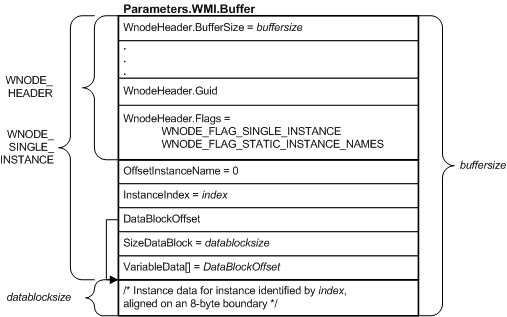 Parameters.WMI.Buffer
WnodeHeader.BufferSize = buffersize
.
.
.
WNODE_
HEADER
WnodeHeader.Guid
WnodeHeader.Flags =
WNODE_FLAG_SINGLE_INSTANCE
WNODE_FLAG_STATIC_INSTANCE_NAMES
WNODE_
SINGLE_
INSTANCE
buffersize
OffsetInstanceName = 0
InstanceIndex = index
DataBlockOffset
SizeDataBlock = datablocksize
VariableData[] = DataBlockOffset
datablocksize
/* Instance data for instance identified by index,
aligned on an 8-byte boundary */